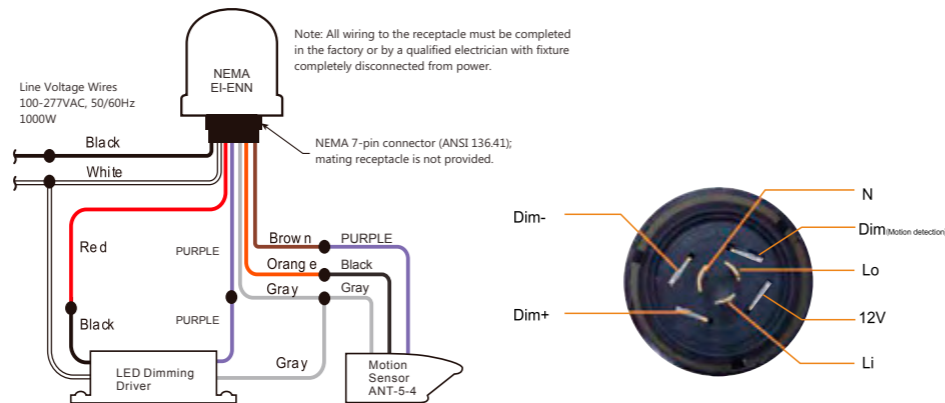 Note: All wiring to the receptacle must be completed
in the factory or by a qualified electrician with fixture
completely disconnected from power.
NEMA
EI-ENN
Line Voltage Wires
100-277VAC, 50/60Hz
1000W
NEMA 7-pin connector (ANSI 136.41);
mating receptacle is not provided.
Black
White
Red
PURPLE
Brown
PURPLE
Orange
Black
Gray
Gray
Black
PURPLE
Gray
LED Dimming
Driver
Motion
Sensor
ANT-5-4
N
Dim-
Dim(Motion detection)
Lo
Dim+
12V
Li